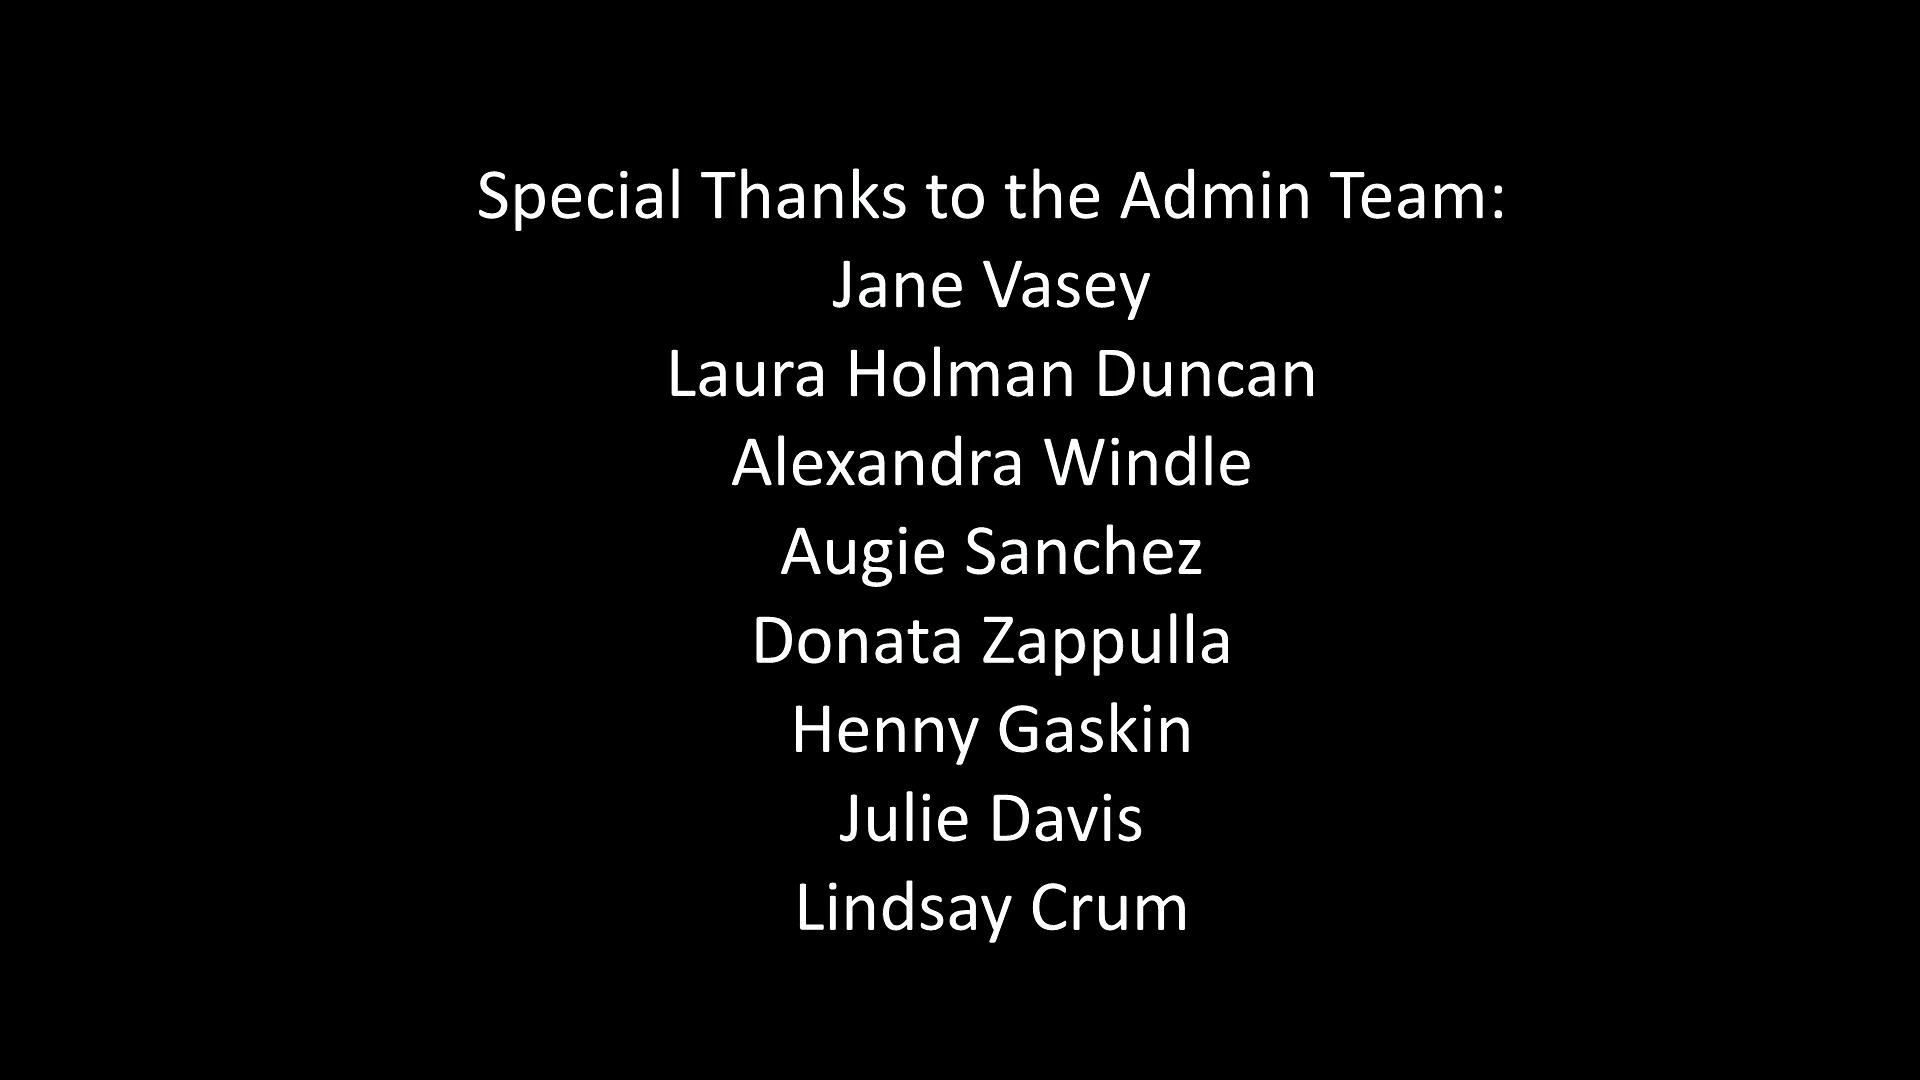 Special Thanks to the Admin Team:
Jane Vasey
Laura Holman Duncan
Alexandra Windle
Augie Sanchez
Donata Zappulla
Henny Gaskin
Julie Davis
Lindsay Crum